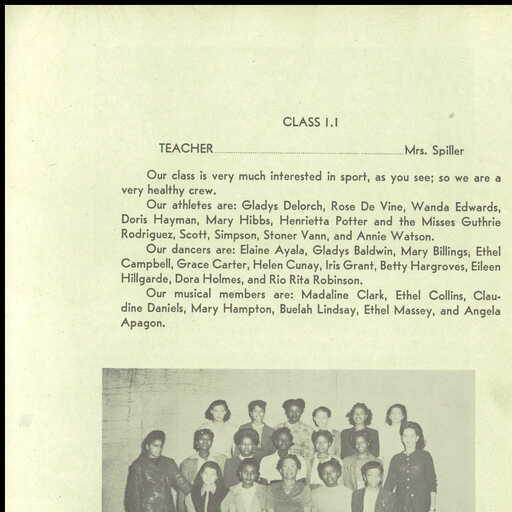 CLASS 1.1
TEACHER Mrs. Spiller
Our class is very much interested in sport, as you see; so we are a
very healthy crew.
Our athletes are: Gladys Delorch, Rose De Vine, Wanda Edwards,
Doris Hayman, Mary Hibbs, Henrietta Potter and the Misses Guthrie
Rodriguez, Scott, Simpson, Stoner Vann, and Annie Watson.
Our dancers are: Elaine Ayala, Gladys Baldwin, Mary Billings, Ethel
Campbell, Grace Carter, Helen Cunay, Iris Grant, Betty Hargroves, Eileen
Hillgarde, Dora Holmes, and Rio Rita Robinson.
Our musical members are: Madaline Clark, Ethel Collins, Clau-
dine Daniels, Mary Hampton, Buelah Lindsay, Ethel Massey, and Angela
Apagon.